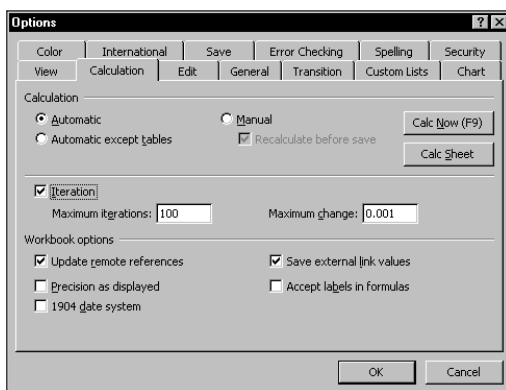 Options ? ×
Color International Save Error Checking Spelling Security
View Calculation Edit General Transition Custom Lists Chart
Calculation
Automatic Manual Calc Now (F9)
Automatic except tables Recalculate before save
Calc Sheet
Iteration
Maximum iterations: 100 Maximum change: 0.001
Workbook options
Update remote references Save external link values
Precision as displayed Accept labels in formulas
1904 date system
OK Cancel